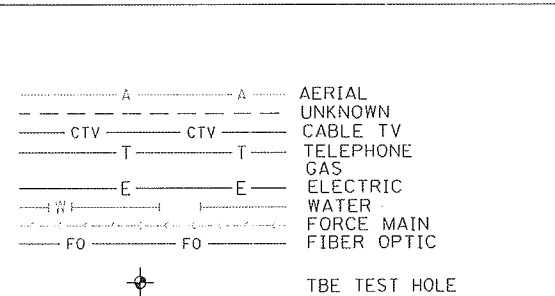 A A AERIAL
UNKNOWN
CTV CTV CABLE TV
T T TELEPHONE
GAS
E E ELECTRIC
W WATER
FORCE MAIN
FO FO FIBER OPTIC
TBE TEST HOLE